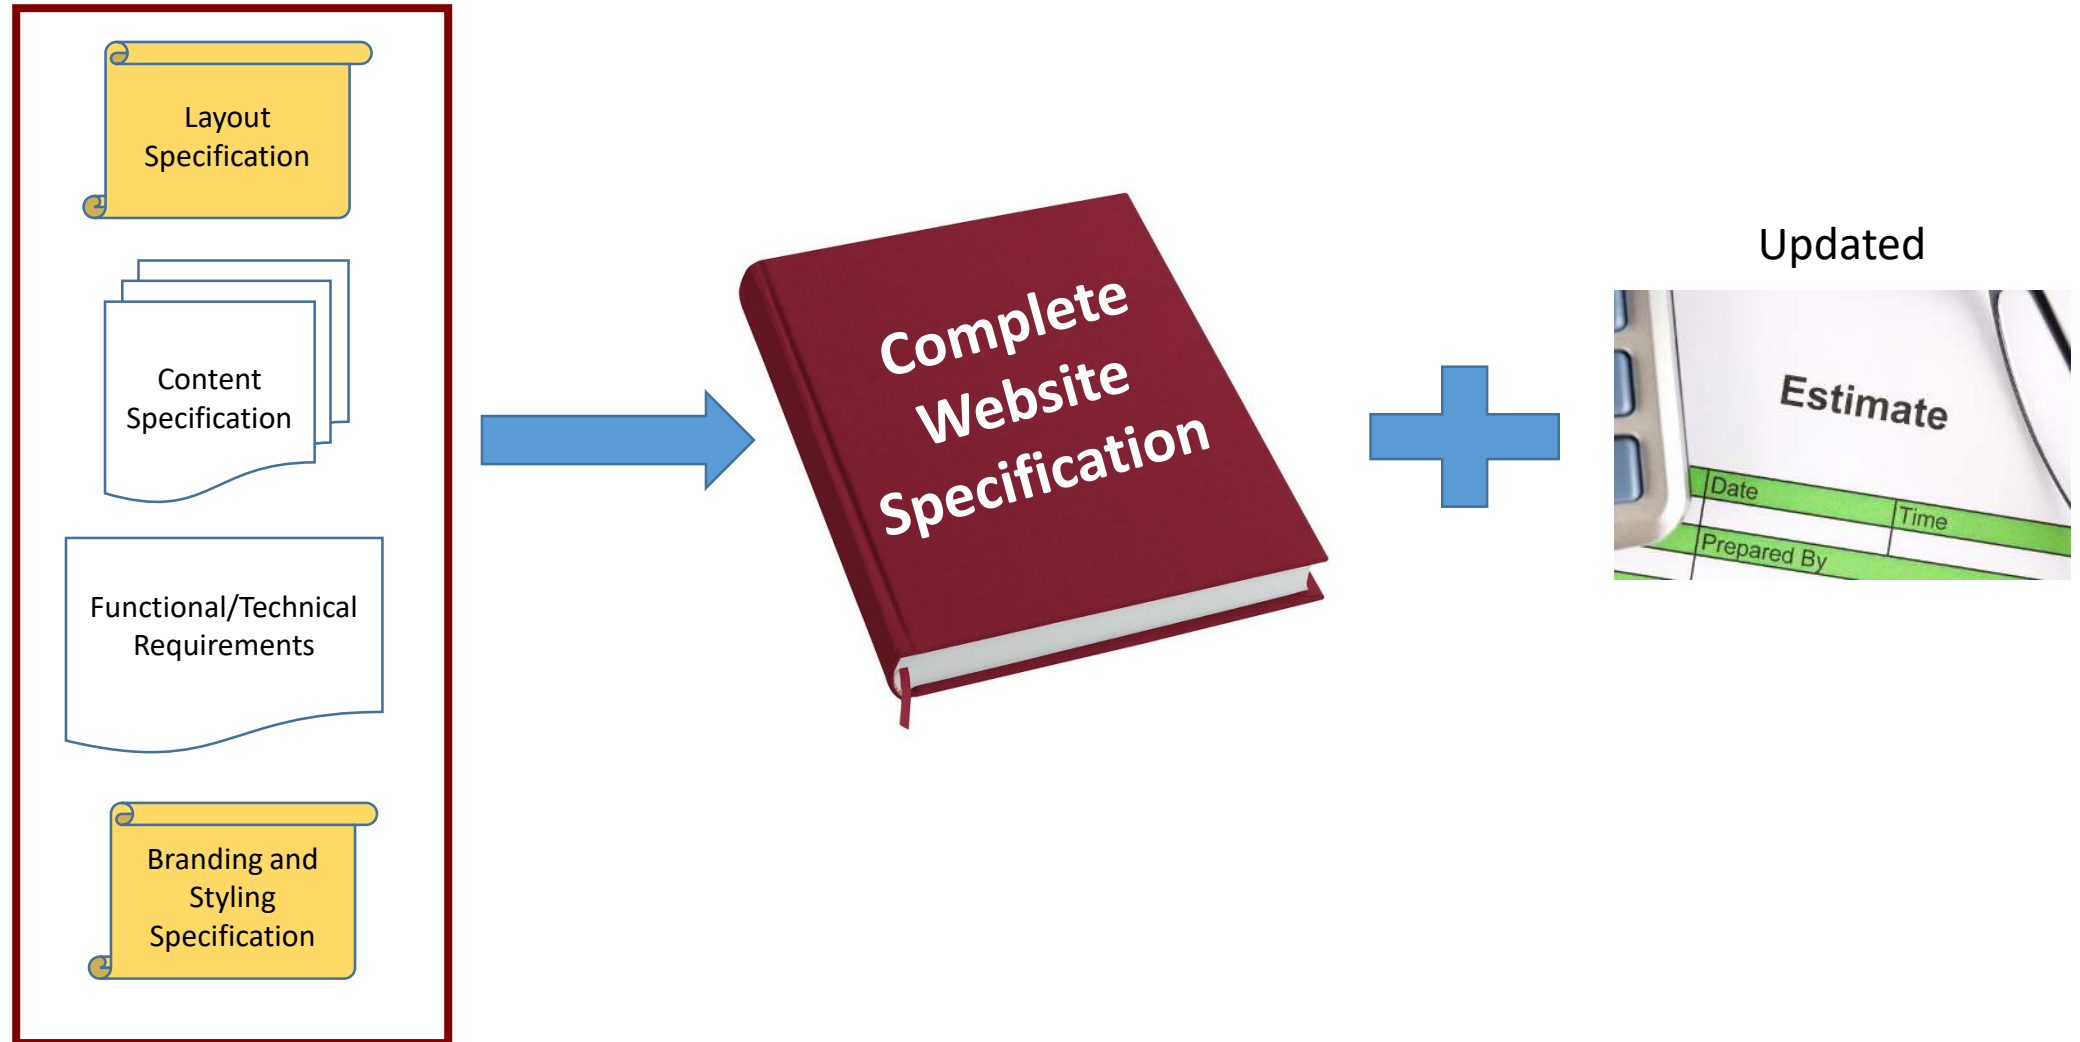 Layout
Specification
Content
Specification
Functional/Technical
Requirements
Branding and
Styling
Specification
Complete
Website
Specification
Updated
Estimate
Date
Time
Prepared By